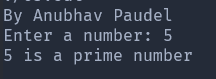 By Anubhav Paudel
Enter a number: 5
5 is a prime number